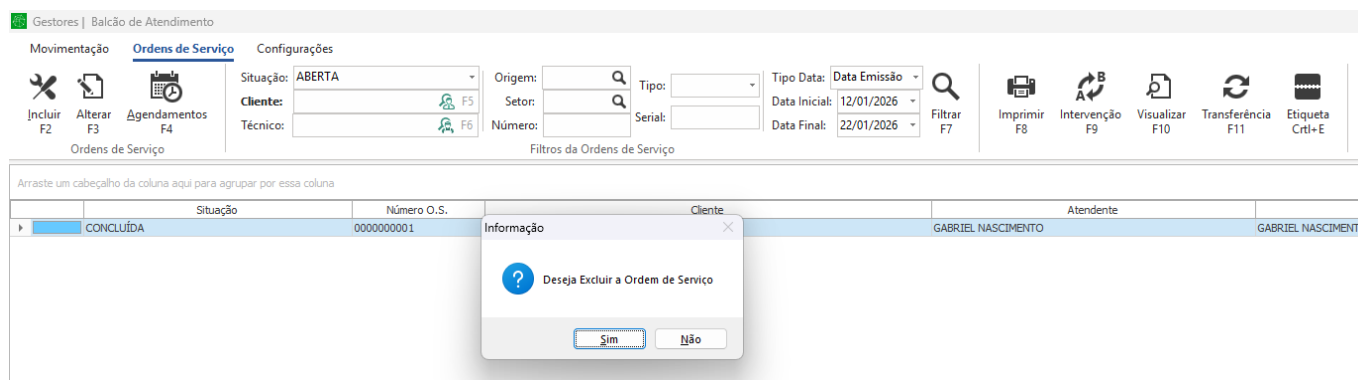 Gestores | Balcão de Atendimento
Movimentação Ordens de Serviço Configurações
Situação: ABERTA Origem: Tipo: Tipo Data: Data Emissão
Cliente: F5 Setor: Data Inicial: 12/01/2026
Técnico: F6 Número: Serial: Data Final: 22/01/2026
Incluir Alterar Agendamentos Filtrar Imprimir Intervenção Visualizar Transferência Etiqueta
F2 F3 F4 F7 F8 F9 F10 F11 Crtl+E
Ordens de Serviço Filtros da Ordens de Serviço
Arraste um cabeçalho da coluna aqui para agrupar por essa coluna
Situação Número O.S. Cliente Atendente
CONCLUÍDA 0000000001 GABRIEL NASCIMENTO GABRIEL NASCIMENT
Informação
Deseja Excluir a Ordem de Serviço
Sim Não